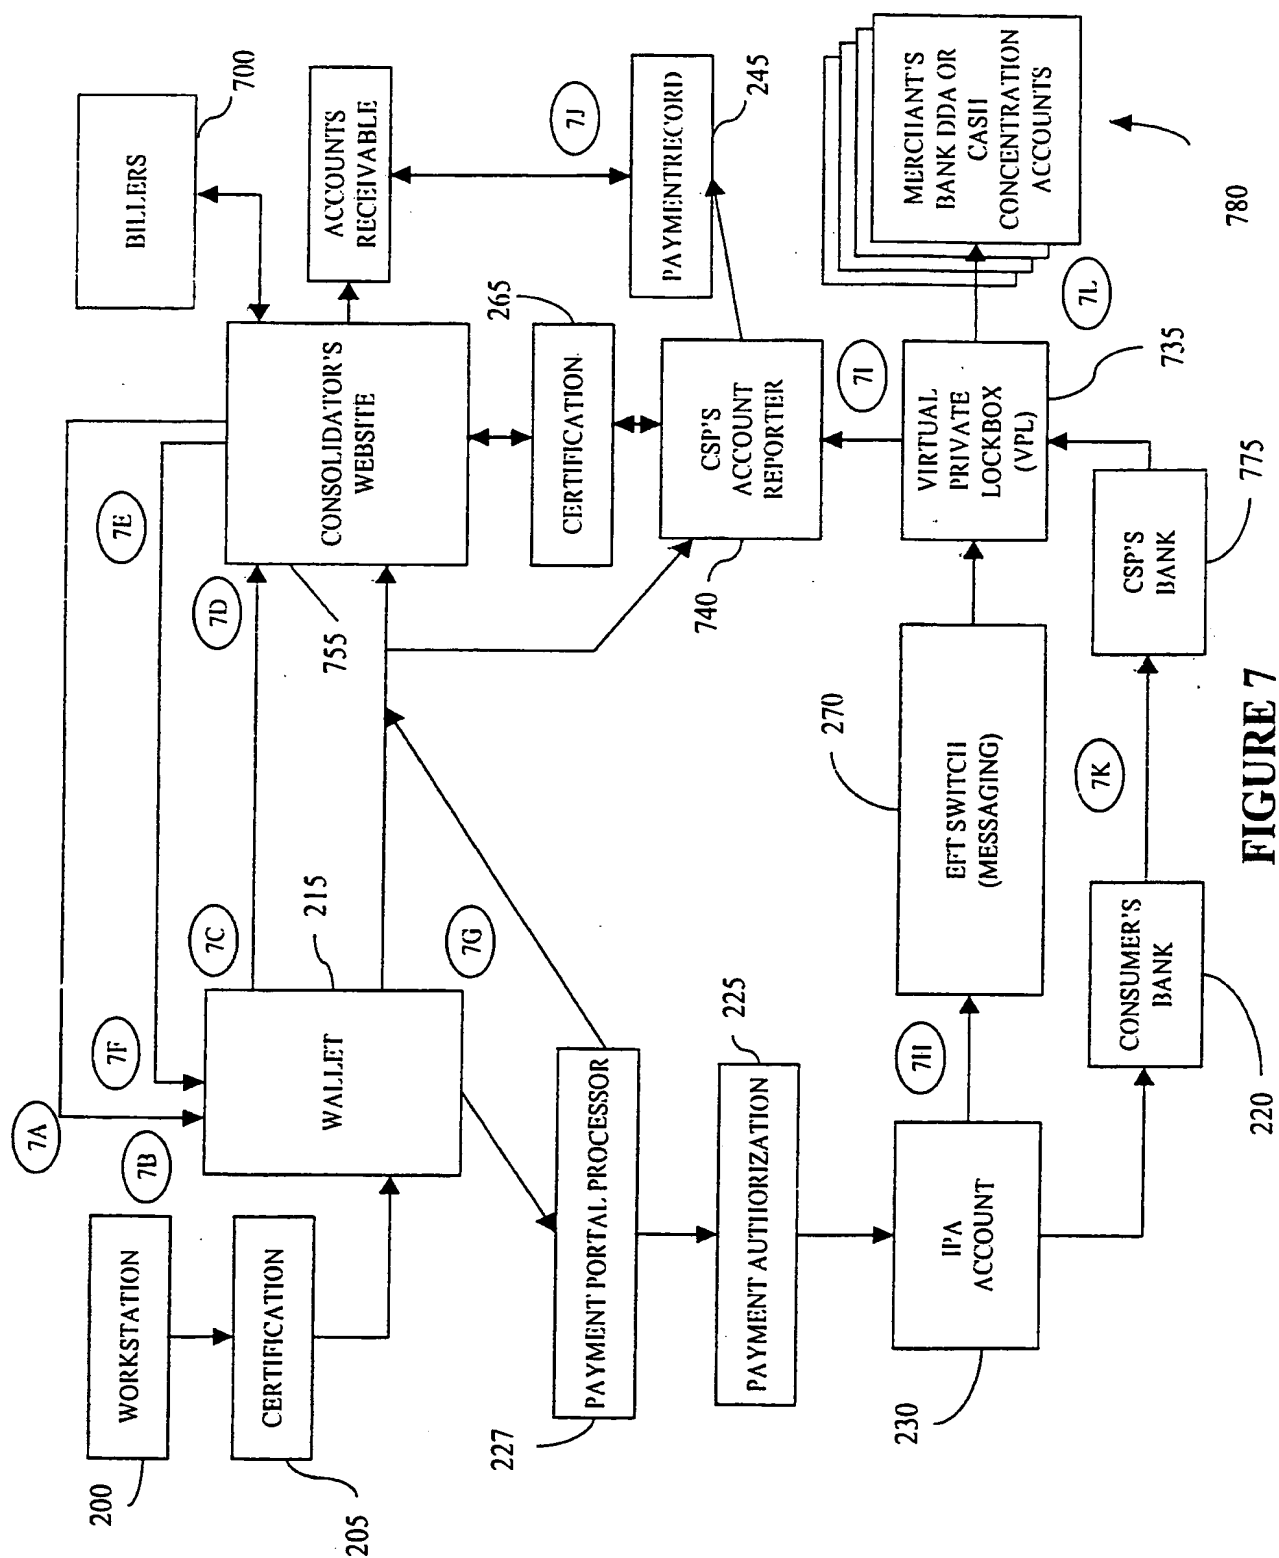 7A
7B
7F
7C
7E
7D
7G
7H
7I
7J
7K
7L
WORKSTATION
200
CERTIFICATION
205
WALLET
215
CONSOLIDATOR'S
WEBSITE
755
BILLERS
700
ACCOUNTS
RECEIVABLE
CERTIFICATION
265
PAYMENTRECORD
245
CSP'S
ACCOUNT
REPORTER
740
PAYMENT PORTAL PROCESSOR
227
PAYMENT AUTHORIZATION
225
IPA
ACCOUNT
230
EFT SWITCH
(MESSAGING)
270
VIRTUAL
PRIVATE
LOCKBOX
(VPL)
735
MERCHANT'S
BANK DDA OR
CASH
CONCENTRATION
ACCOUNTS
780
CONSUMER'S
BANK
220
CSP'S
BANK
775
FIGURE 7